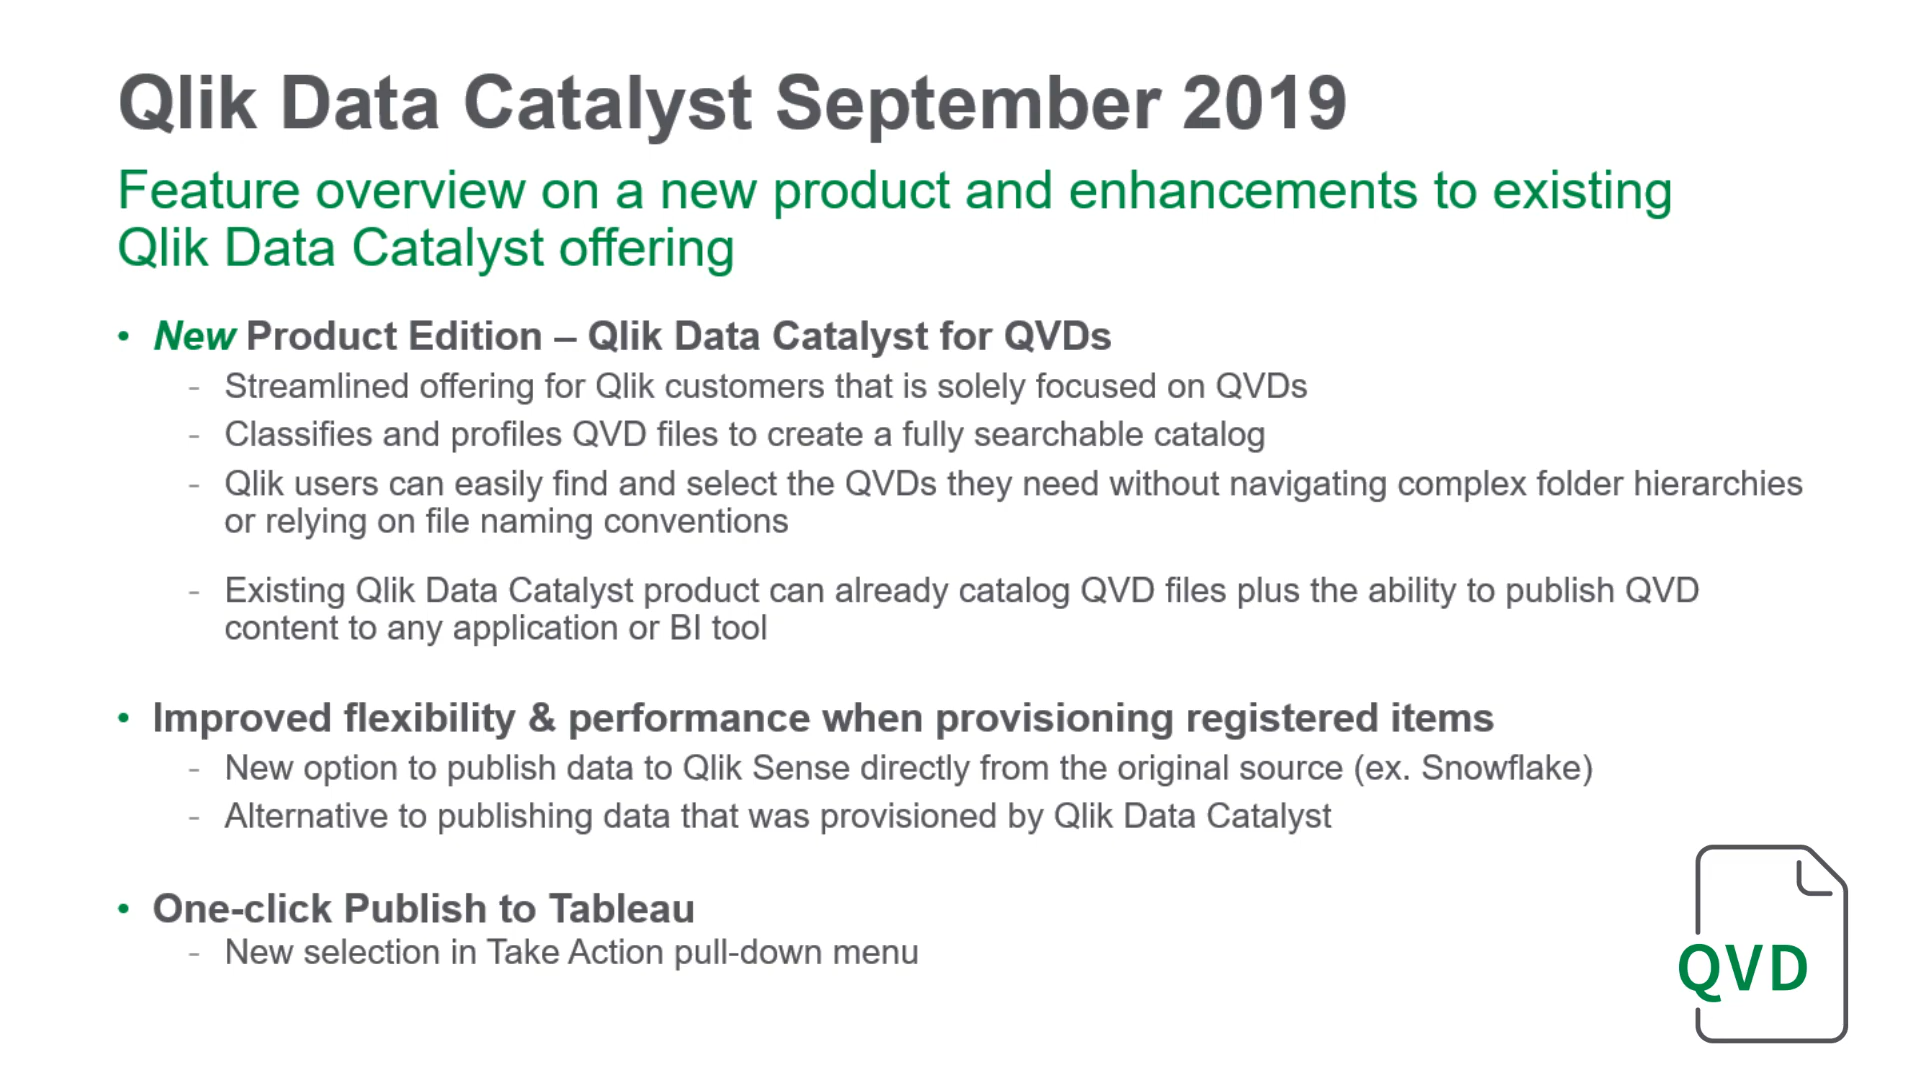 Qlik Data Catalyst September 2019
Feature overview on a new product and enhancements to existing
Qlik Data Catalyst offering
• New Product Edition – Qlik Data Catalyst for QVDs
- Streamlined offering for Qlik customers that is solely focused on QVDs
- Classifies and profiles QVD files to create a fully searchable catalog
- Qlik users can easily find and select the QVDs they need without navigating complex folder hierarchies
or relying on file naming conventions
- Existing Qlik Data Catalyst product can already catalog QVD files plus the ability to publish QVD
content to any application or BI tool
• Improved flexibility & performance when provisioning registered items
- New option to publish data to Qlik Sense directly from the original source (ex. Snowflake)
- Alternative to publishing data that was provisioned by Qlik Data Catalyst
• One-click Publish to Tableau
- New selection in Take Action pull-down menu
QVD